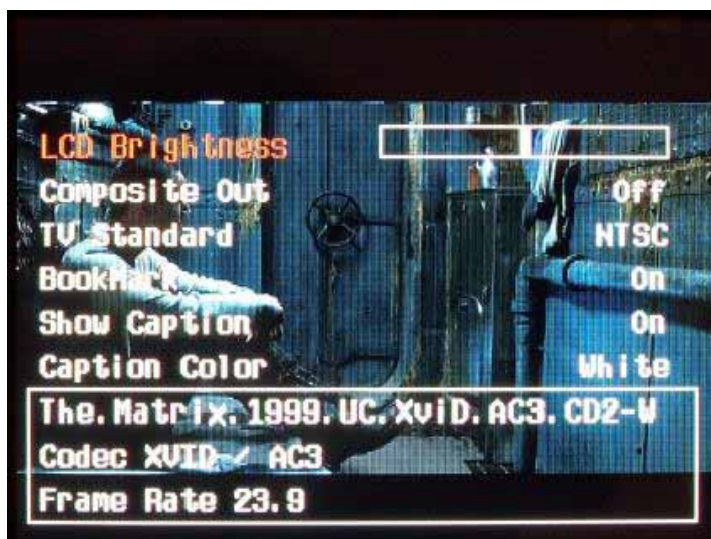 LCD Brightness
Composite Out Off
TV Standard NTSC
BookMark On
Show Caption On
Caption Color White
The.Matrix.1999.UC.XviD.AC3.CD2-W
Codec XVID / AC3
Frame Rate 23.9